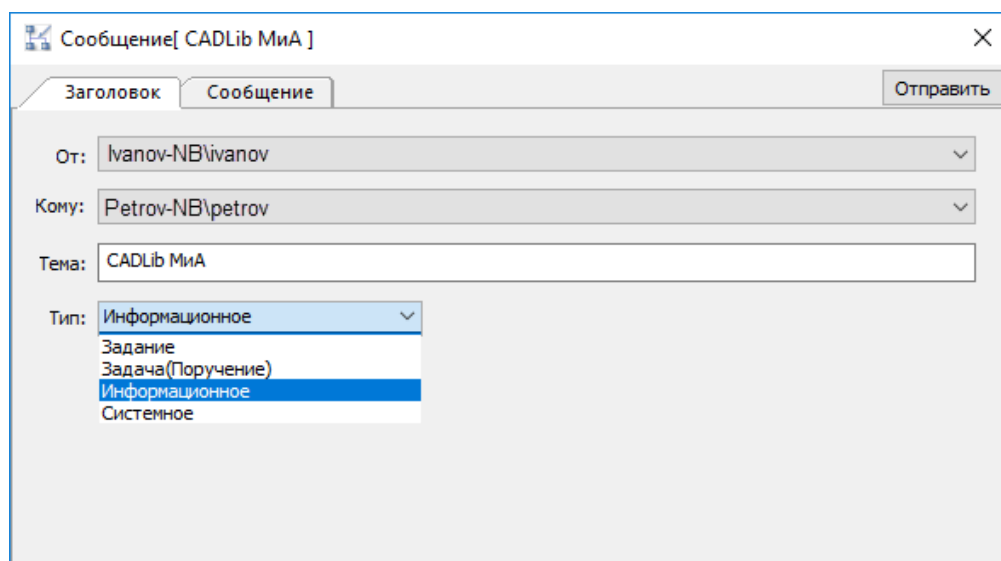 Сообщение[ CADLib МиА ]
Заголовок Сообщение Отправить
От: Ivanov-NB\ivanov
Кому: Petrov-NB\petrov
Тема: CADLib МиА
Тип: Информационное
Задание
Задача(Поручение)
Информационное
Системное